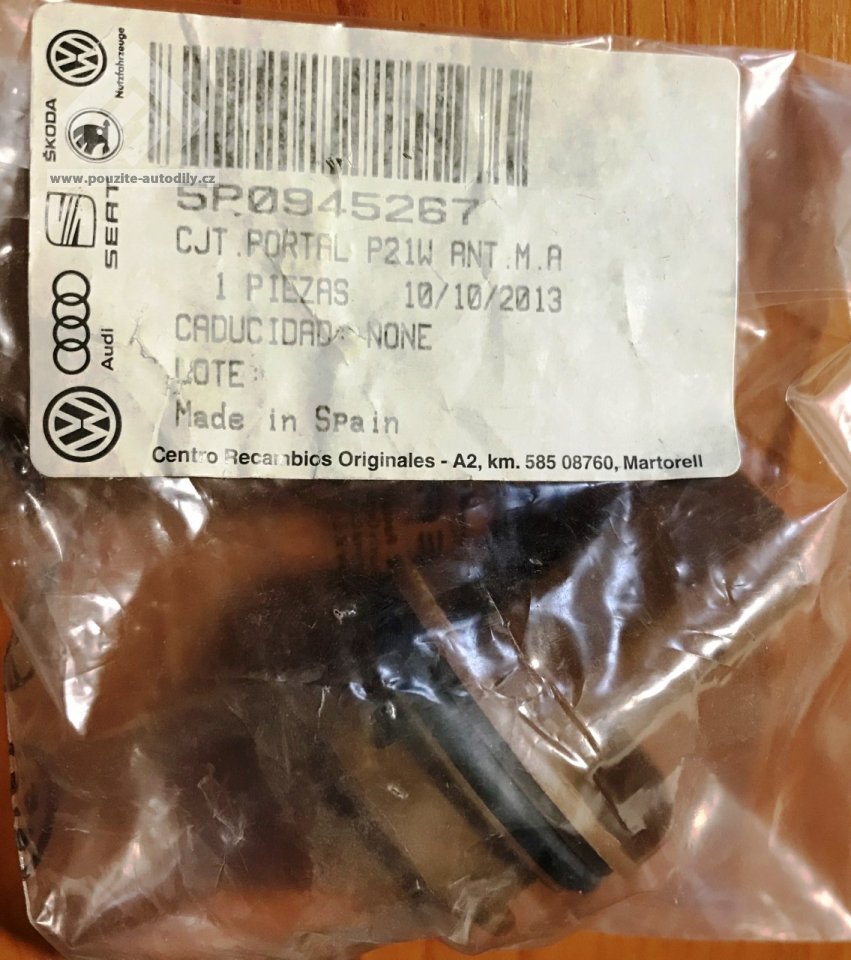 Nutzfahrzeuge
ŠKODA
www.pouzite-autodily.cz
SEAT
Audi
5P0945267
CJT.PORTAL P21W ANT.M.A
1 PIEZAS 10/10/2013
CADUCIDAD: NONE
LOTE:
Made in Spain
Centro Recambios Originales - A2, km. 585 08760, Martorell